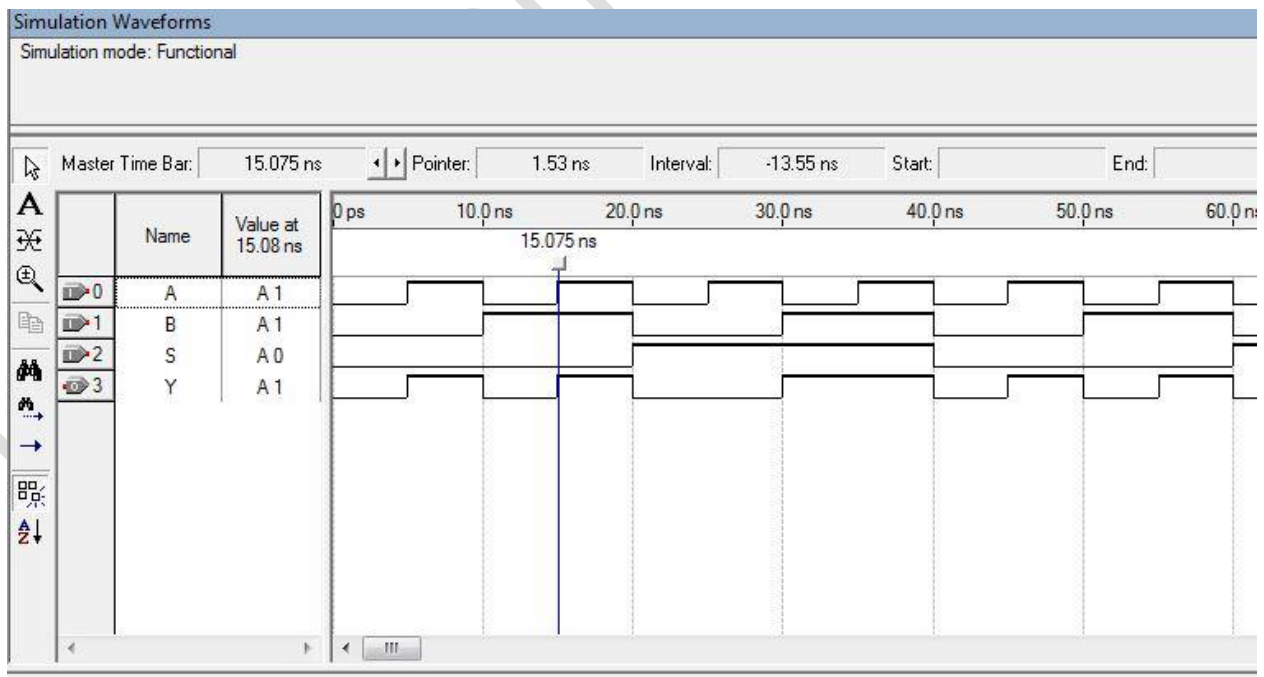 Simulation Waveforms
Simulation mode: Functional
Master Time Bar: 15.075 ns Pointer: 1.53 ns Interval: -13.55 ns Start: End:
Name Value at 15.08 ns
0 ps 10.0 ns 20.0 ns 30.0 ns 40.0 ns 50.0 ns 60.0 ns
15.075 ns
0 A A 1
1 B A 1
2 S A 0
3 Y A 1